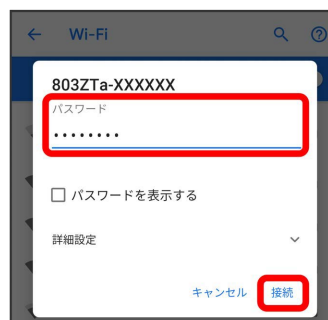 Wi-Fi
803ZTa-XXXXXX
パスワード
••••••••
パスワードを表示する
詳細設定
キャンセル 接続